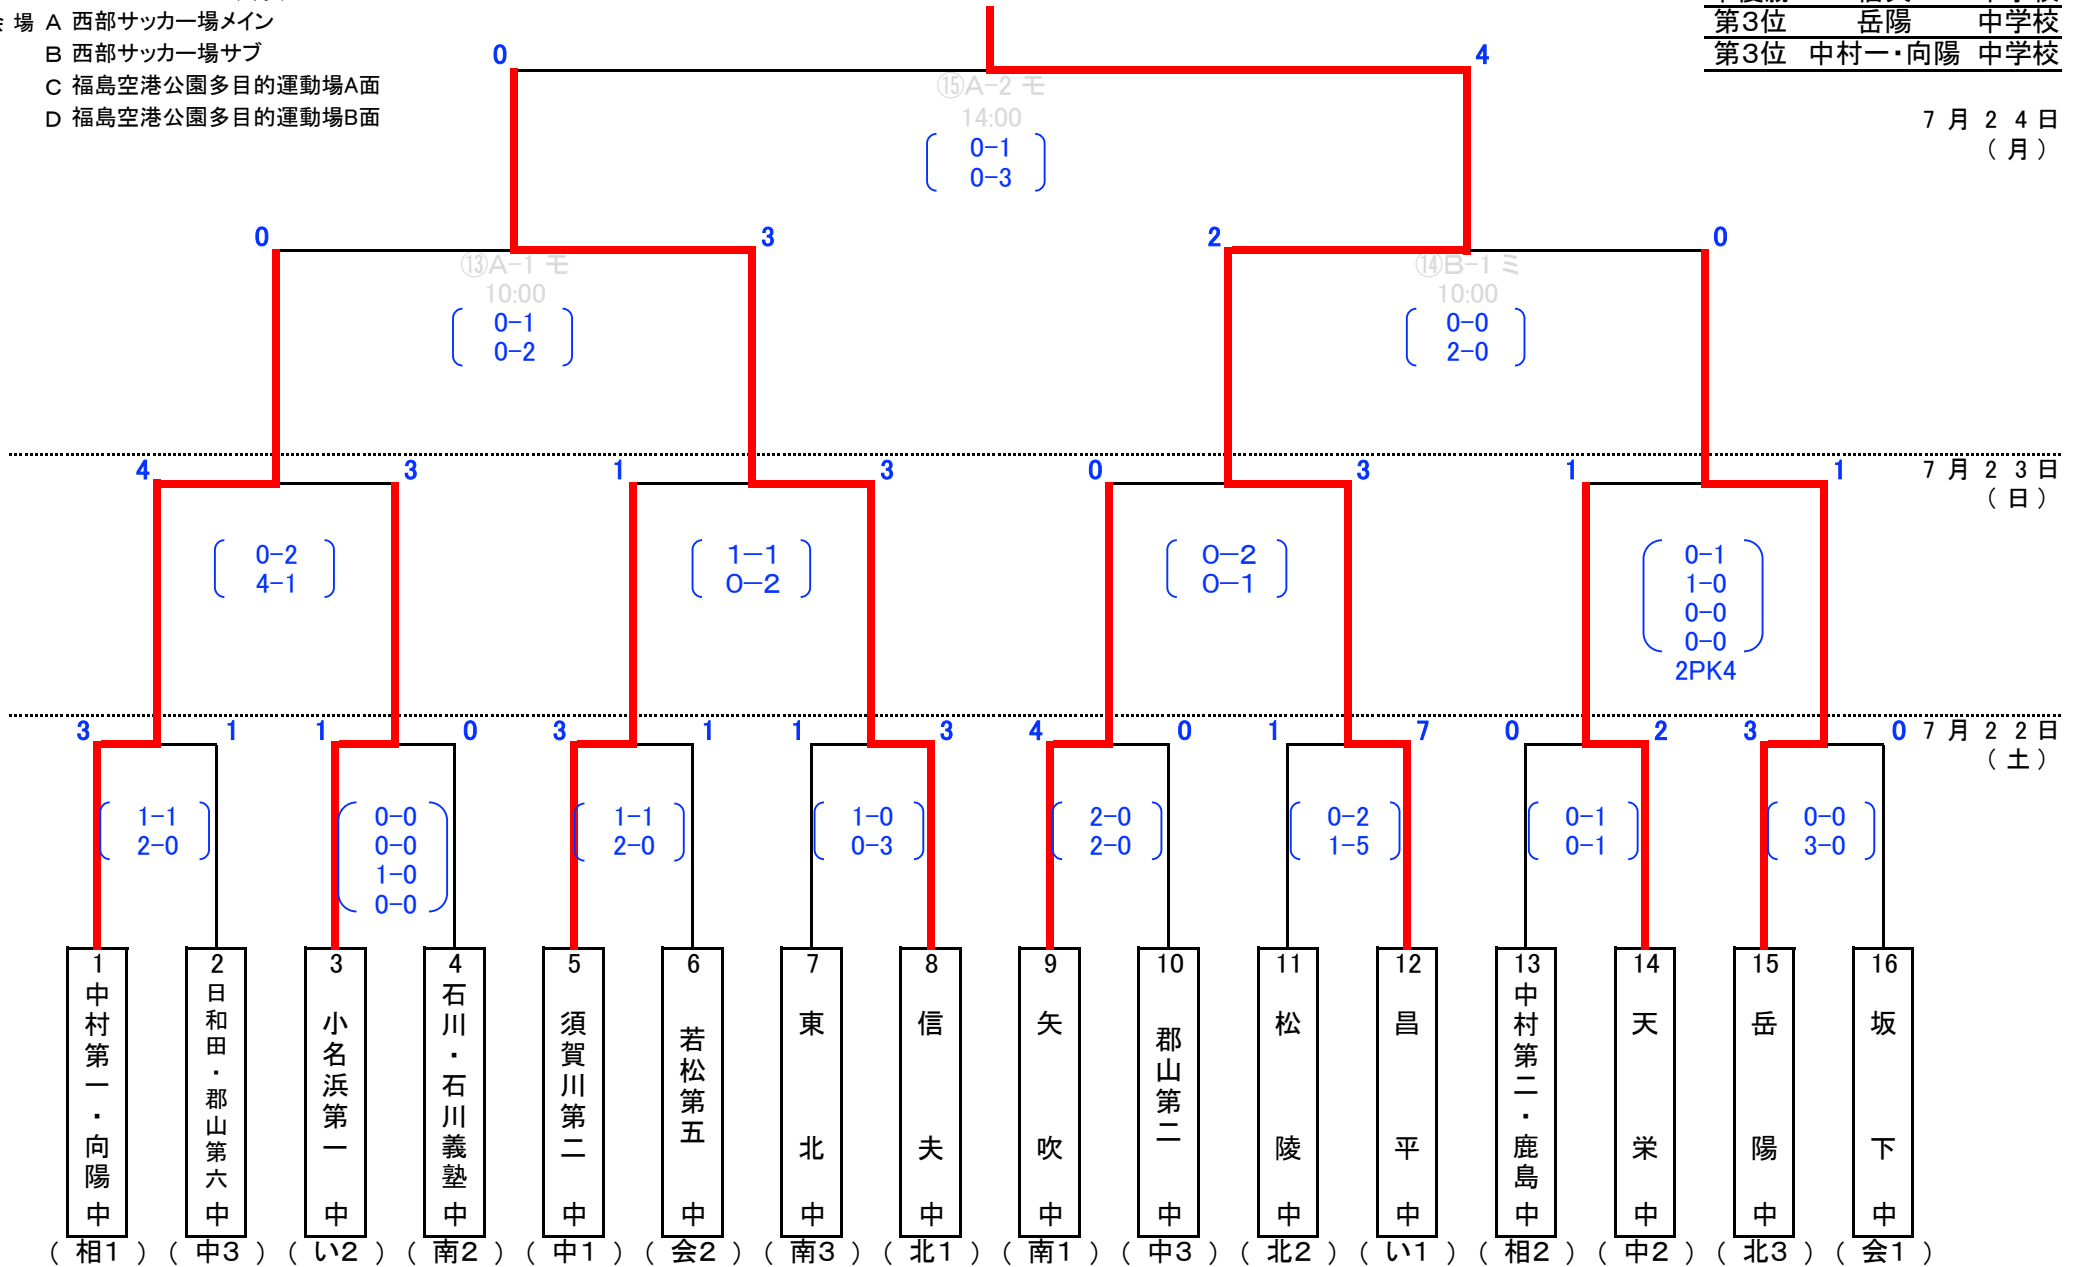 会 場 A 西部サッカー場メイン
B 西部サッカー場サブ
C 福島空港公園多目的運動場A面
D 福島空港公園多目的運動場B面
第3位 岳陽 中学校
第3位 中村一・向陽 中学校
7月24日
(月)
0 4
⑮A-2 モ
14:00
0-1
0-3
0 3 2 0
⑬A-1 モ ⑭B-1 ミ
10:00 10:00
0-1 0-0
0-2 2-0
7月23日
(日)
4 3 1 3 0 3 1 1
0-2 1-1 0-2 0-1
4-1 0-2 0-1 1-0
0-0
0-0
2PK4
7月22日
(土)
3 1 1 0 3 1 1 3 4 0 1 7 0 2 3 0
1-1 0-0 1-1 1-0 2-0 0-2 0-1 0-0
2-0 0-0 2-0 0-3 2-0 1-5 0-1 3-0
1-0
0-0
1 中村第一・向陽 中 (相1)
2 日和田・郡山第六 中 (中3)
3 小名浜第一 中 (い2)
4 石川・石川義塾 中 (南2)
5 須賀川第二 中 (中1)
6 若松第五 中 (会2)
7 東北 中 (南3)
8 信夫 中 (北1)
9 矢吹 中 (南1)
10 郡山第二 中 (中3)
11 松陵 中 (北2)
12 昌平 中 (い1)
13 中村第二・鹿島 中 (相2)
14 天栄 中 (中2)
15 岳陽 中 (北3)
16 坂下 中 (会1)